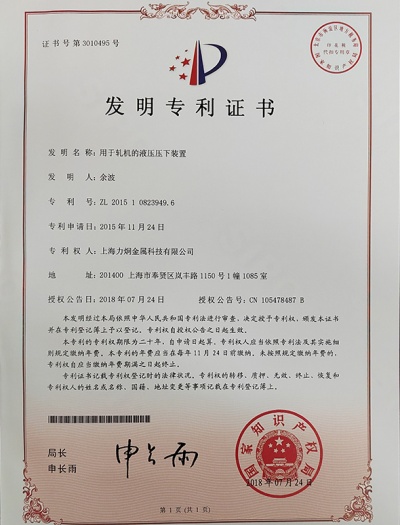 证书号第3010495号
发明专利证书
发明名称：用于轧机的液压压下装置
发明人：余波
专利号：ZL 2015 1 0823949.6
专利申请日：2015年11月24日
专利权人：上海力炯金属科技有限公司
地址：201400 上海市奉贤区岚丰路1150号1幢1085室
授权公告日：2018年07月24日 授权公告号：CN 105478487 B
本发明经过本局依照中华人民共和国专利法进行审查，决定授予专利权，颁发本证书
并在专利登记簿上予以登记。专利权自授权公告之日起生效。
本专利的专利权期限为二十年，自申请日起算。专利权人应当依照专利法及其实施细
则规定缴纳年费。本专利的年费应当在每年11月24日前缴纳。未按照规定缴纳年费的，
专利权自应当缴纳年费期满之日起终止。
专利证书记载专利权登记时的法律状况。专利权的转移、质押、无效、终止、恢复和
专利权人的姓名或名称、国籍、地址变更等事项记载在专利登记簿上。
局长
申长雨
申长雨
国家知识产权局
2018年07月24日
第1页（共1页）